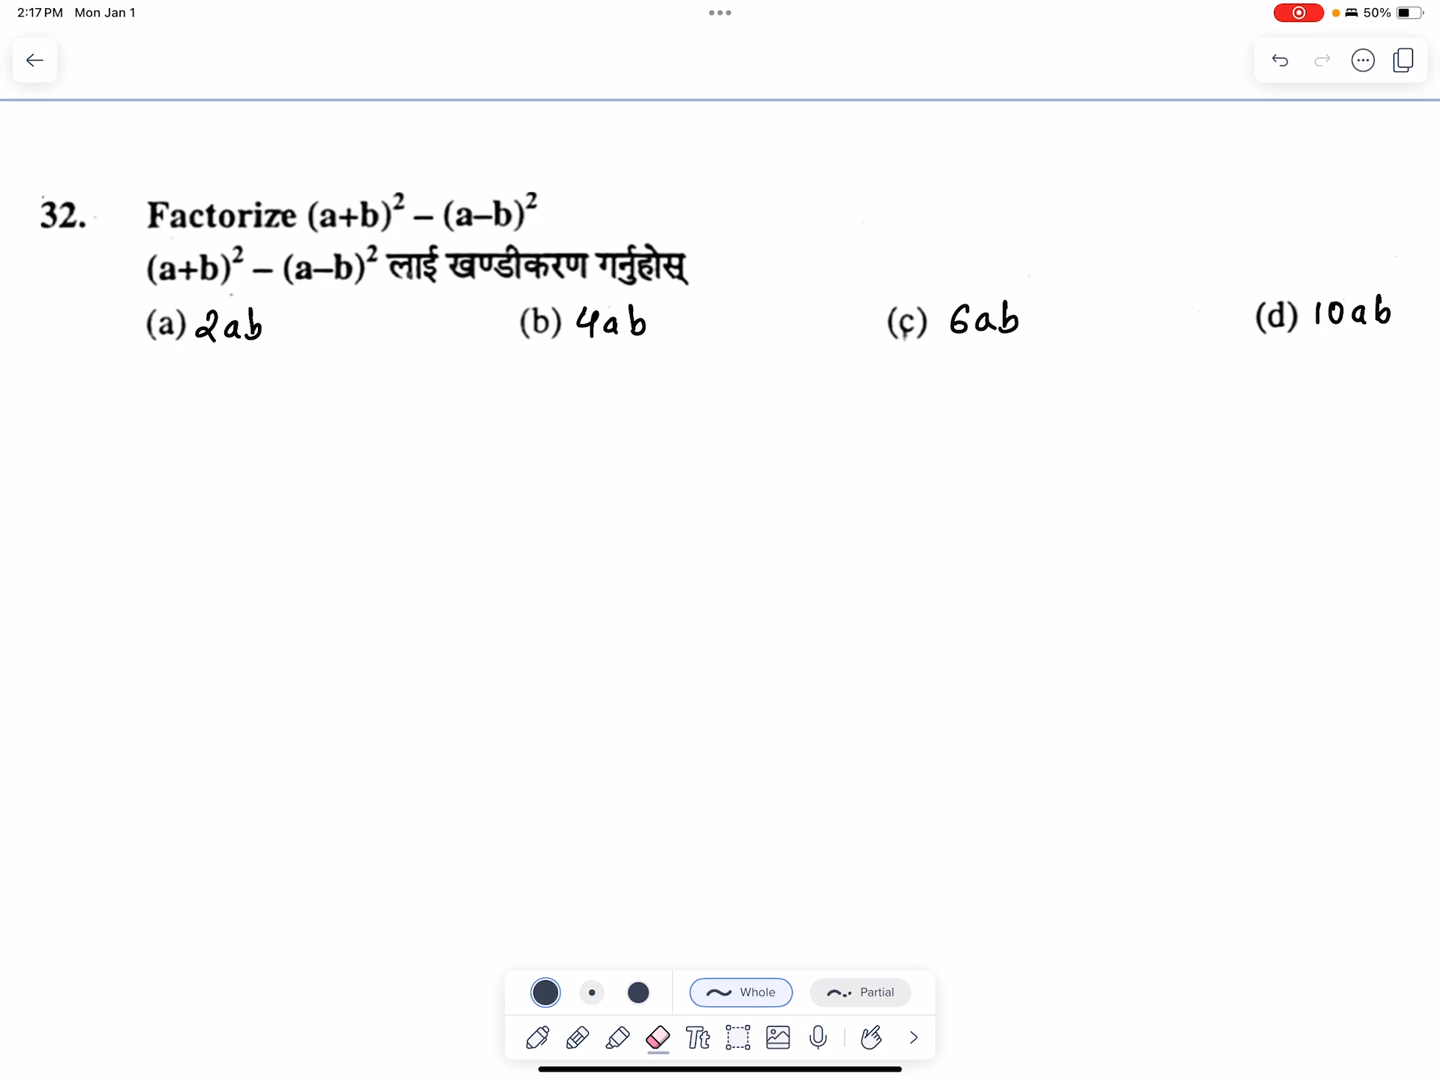 2:17 PM Mon Jan 1
50%
32. Factorize (a+b)² – (a–b)²
(a+b)² – (a–b)² लाई खण्डीकरण गर्नुहोस्
(a) 2ab (b) 4ab (c) 6ab (d) 10ab
Whole Partial
Tt